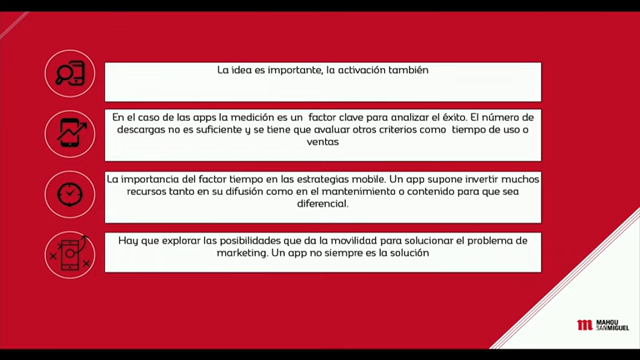 La idea es importante, la activación también
En el caso de las apps la medición es un factor clave para analizar el éxito. El número de
descargas no es suficiente y se tiene que avaluar otros criterios como tiempo de uso o
ventas
La importancia del factor tiempo en las estrategias mobile. Un app supone invertir muchos
recursos tanto en su difusión como en el mantenimiento o contenido para que sea
diferencial.
Hay que explorar las posibilidades que da la movilidad para solucionar el problema de
marketing. Un app no siempre es la solución
MAHOU
SANMIGUEL